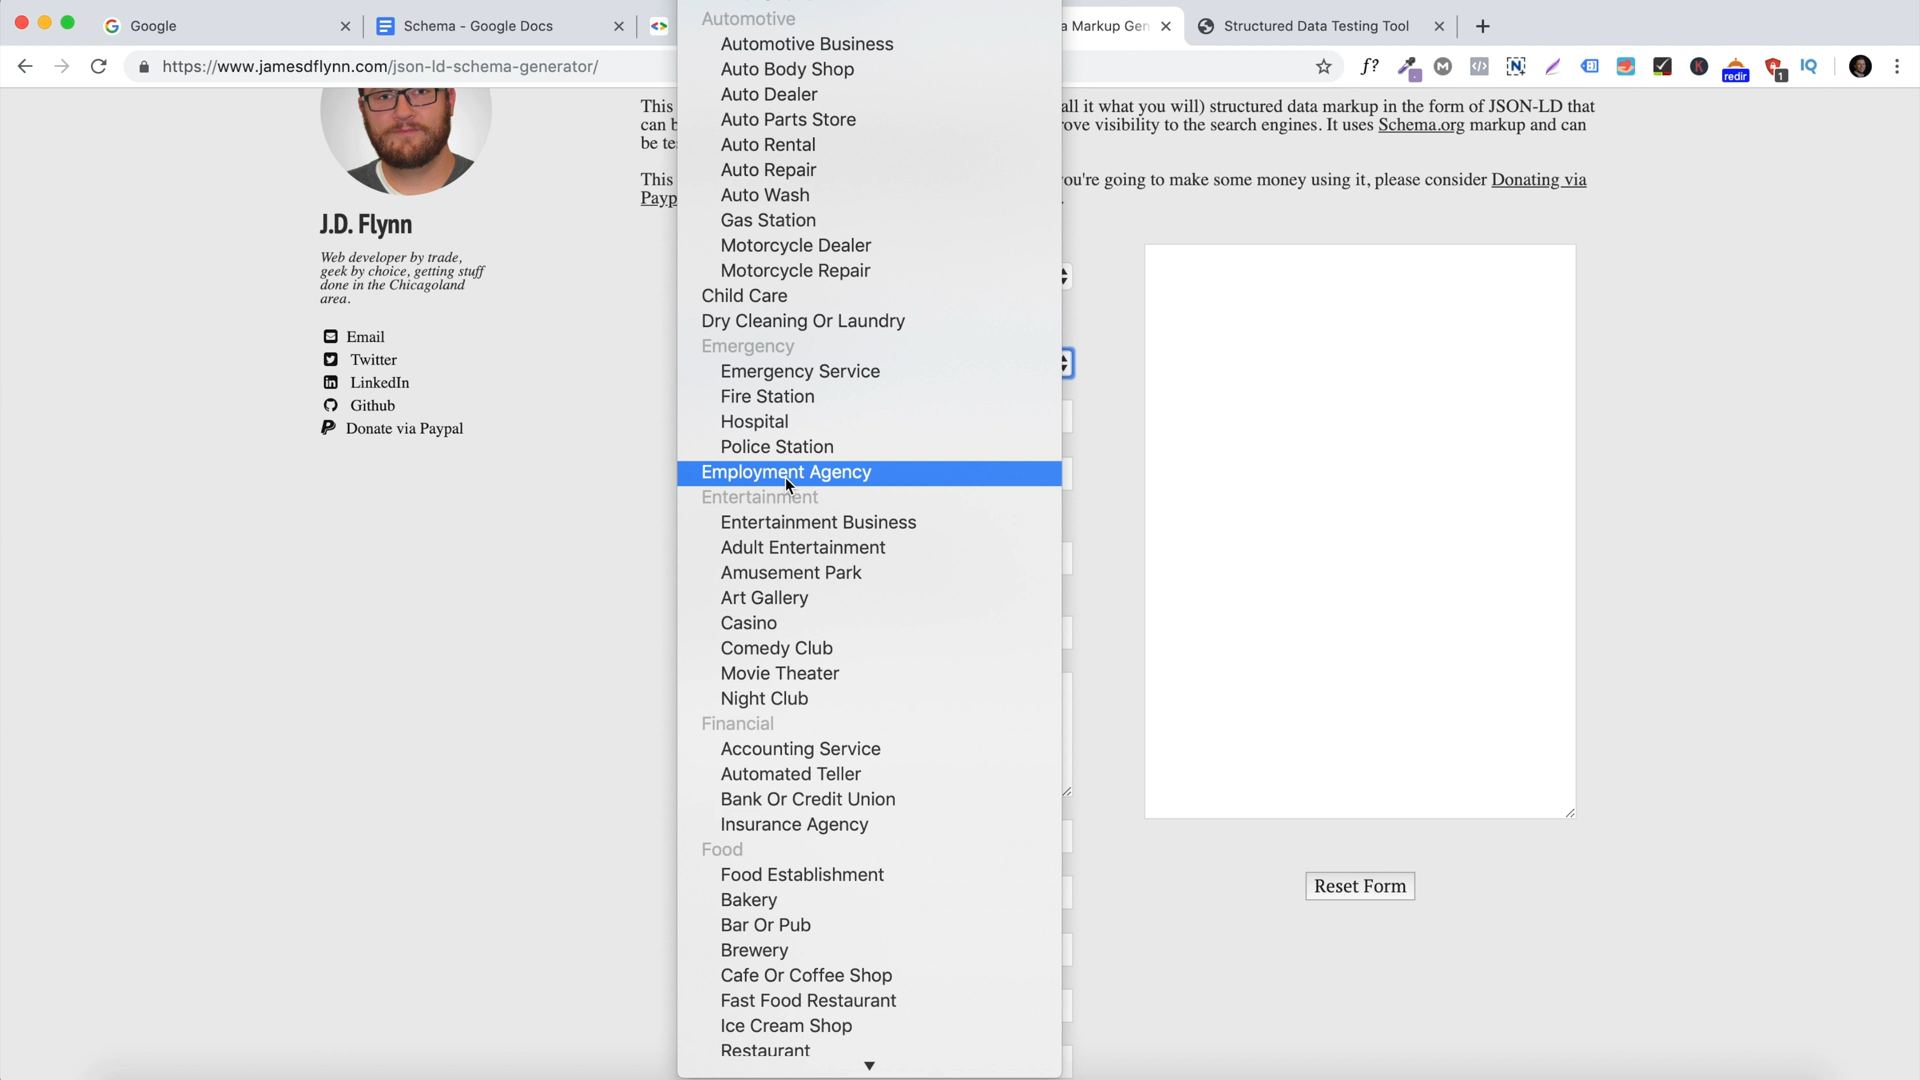 Google
Schema - Google Docs
a Markup Gen
Structured Data Testing Tool
https://www.jamesdflynn.com/json-ld-schema-generator/
f?
redir
1
IQ
J.D. Flynn
Web developer by trade,
geek by choice, getting stuff
done in the Chicagoland
area.
Email
Twitter
LinkedIn
Github
Donate via Paypal
This
can b
be te
This
Payp
Automotive
Automotive Business
Auto Body Shop
Auto Dealer
Auto Parts Store
Auto Rental
Auto Repair
Auto Wash
Gas Station
Motorcycle Dealer
Motorcycle Repair
Child Care
Dry Cleaning Or Laundry
Emergency
Emergency Service
Fire Station
Hospital
Police Station
Employment Agency
Entertainment
Entertainment Business
Adult Entertainment
Amusement Park
Art Gallery
Casino
Comedy Club
Movie Theater
Night Club
Financial
Accounting Service
Automated Teller
Bank Or Credit Union
Insurance Agency
Food
Food Establishment
Bakery
Bar Or Pub
Brewery
Cafe Or Coffee Shop
Fast Food Restaurant
Ice Cream Shop
Restaurant
all it what you will) structured data markup in the form of JSON-LD that
ove visibility to the search engines. It uses Schema.org markup and can
you're going to make some money using it, please consider Donating via
Reset Form